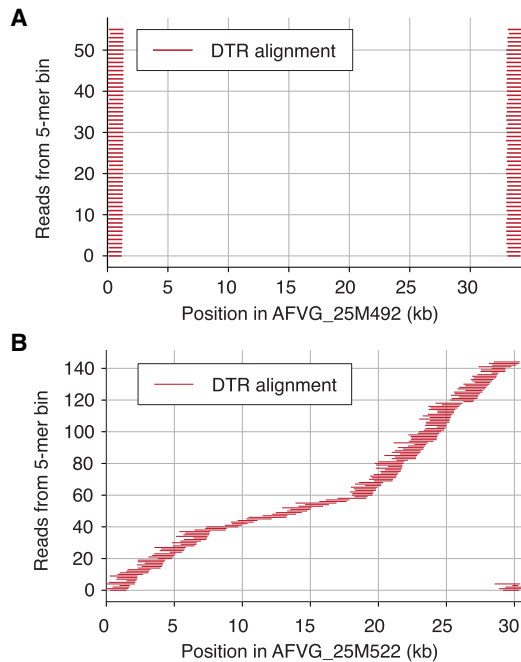 A
Reads from 5-mer bin
50
40
30
20
10
0
DTR alignment
0 5 10 15 20 25 30
Position in AFVG_25M492 (kb)
B
Reads from 5-mer bin
140
120
100
80
60
40
20
0
DTR alignment
0 5 10 15 20 25 30
Position in AFVG_25M522 (kb)